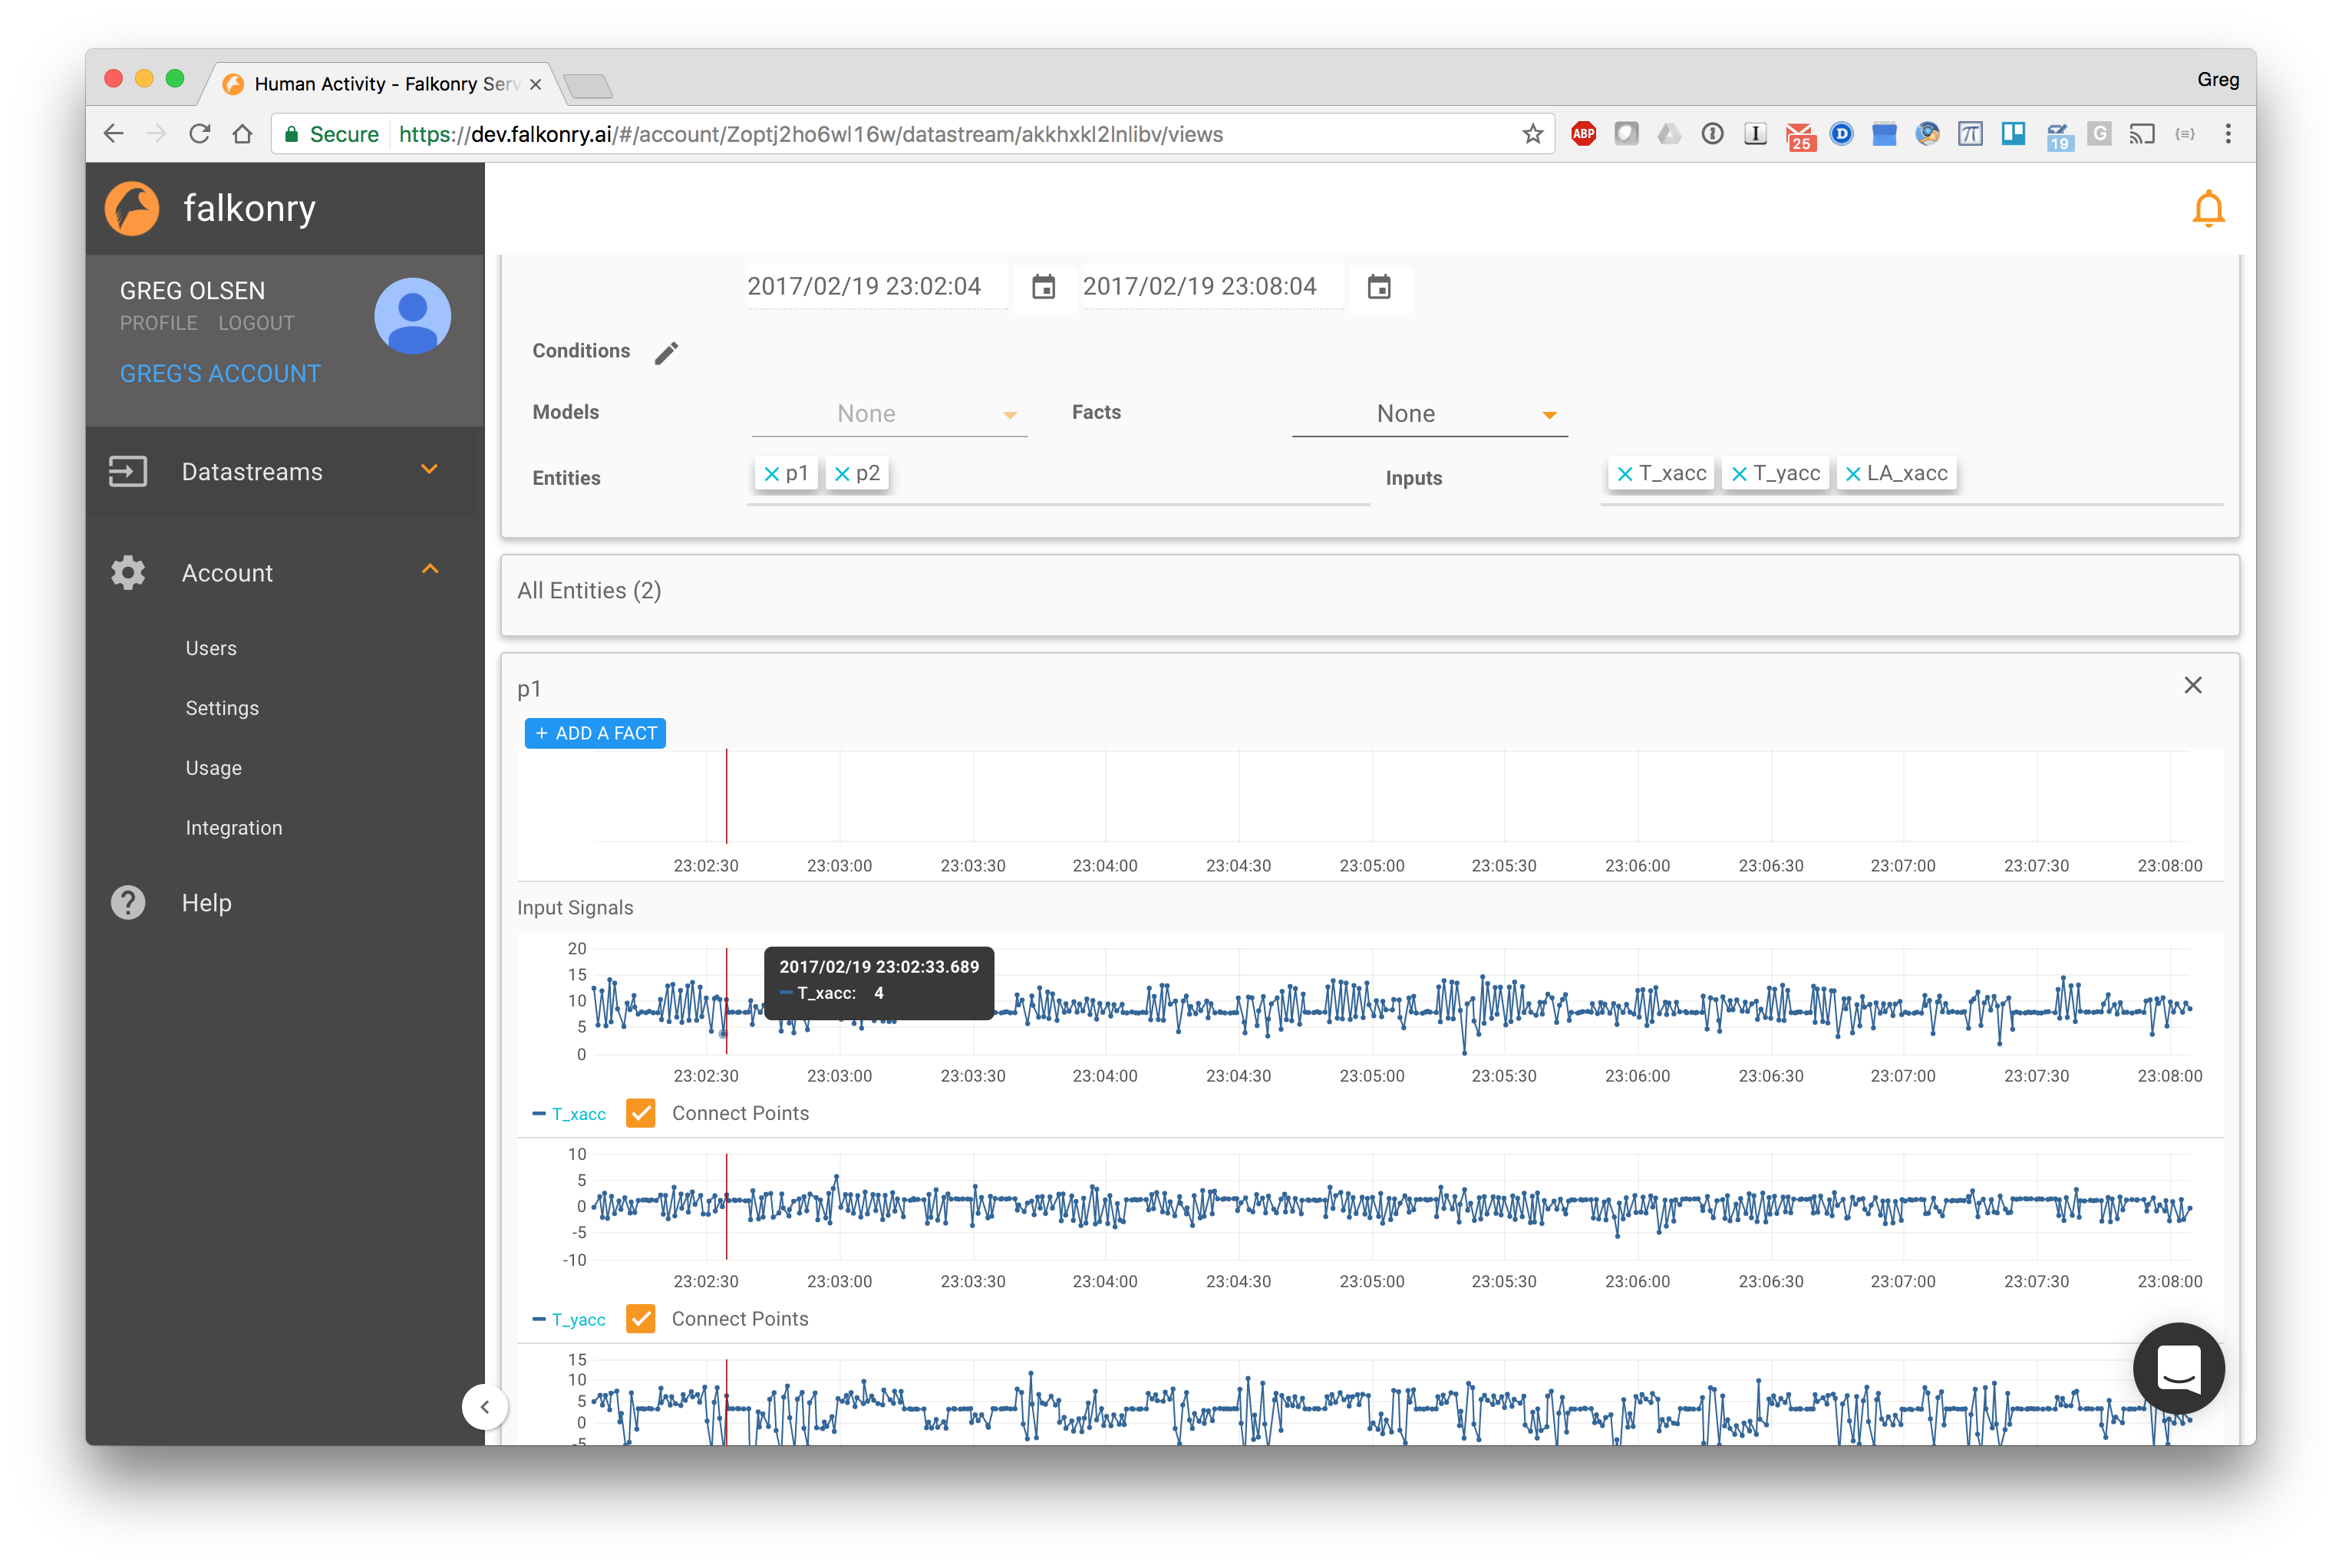 Human Activity - Falkonry Serv
Greg
Secure https://dev.falkonry.ai/#/account/Zoptj2ho6wl16w/datastream/akkhxkl2lnlibv/views
ABP
25
D
19
G
falkonry
GREG OLSEN
PROFILE LOGOUT
GREG'S ACCOUNT
Datastreams
Account
Users
Settings
Usage
Integration
Help
2017/02/19 23:02:04 2017/02/19 23:08:04
Conditions
Models None Facts None
Entities p1 p2 Inputs T_xacc T_yacc LA_xacc
All Entities (2)
p1
+ ADD A FACT
23:02:30 23:03:00 23:03:30 23:04:00 23:04:30 23:05:00 23:05:30 23:06:00 23:06:30 23:07:00 23:07:30 23:08:00
Input Signals
20
15
10
5
0
2017/02/19 23:02:33.689
T_xacc: 4
23:02:30 23:03:00 23:03:30 23:04:00 23:04:30 23:05:00 23:05:30 23:06:00 23:06:30 23:07:00 23:07:30 23:08:00
T_xacc Connect Points
10
5
0
-5
-10
23:02:30 23:03:00 23:03:30 23:04:00 23:04:30 23:05:00 23:05:30 23:06:00 23:06:30 23:07:00 23:07:30 23:08:00
T_yacc Connect Points
15
10
5
0
-5